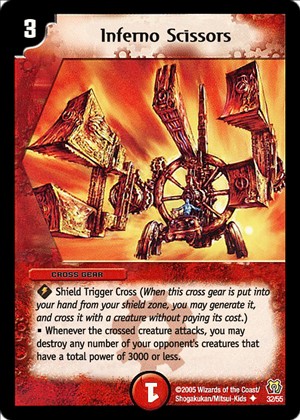 3
Inferno Scissors
CROSS GEAR
Shield Trigger Cross (When this cross gear is put into
your hand from your shield zone, you may generate it,
and cross it with a creature without paying its cost.)
▪ Whenever the crossed creature attacks, you may
destroy any number of your opponent's creatures that
have a total power of 3000 or less.
1
©2005 Wizards of the Coast/
Shogakukan/Mitsui-Kids ✦ 32/55